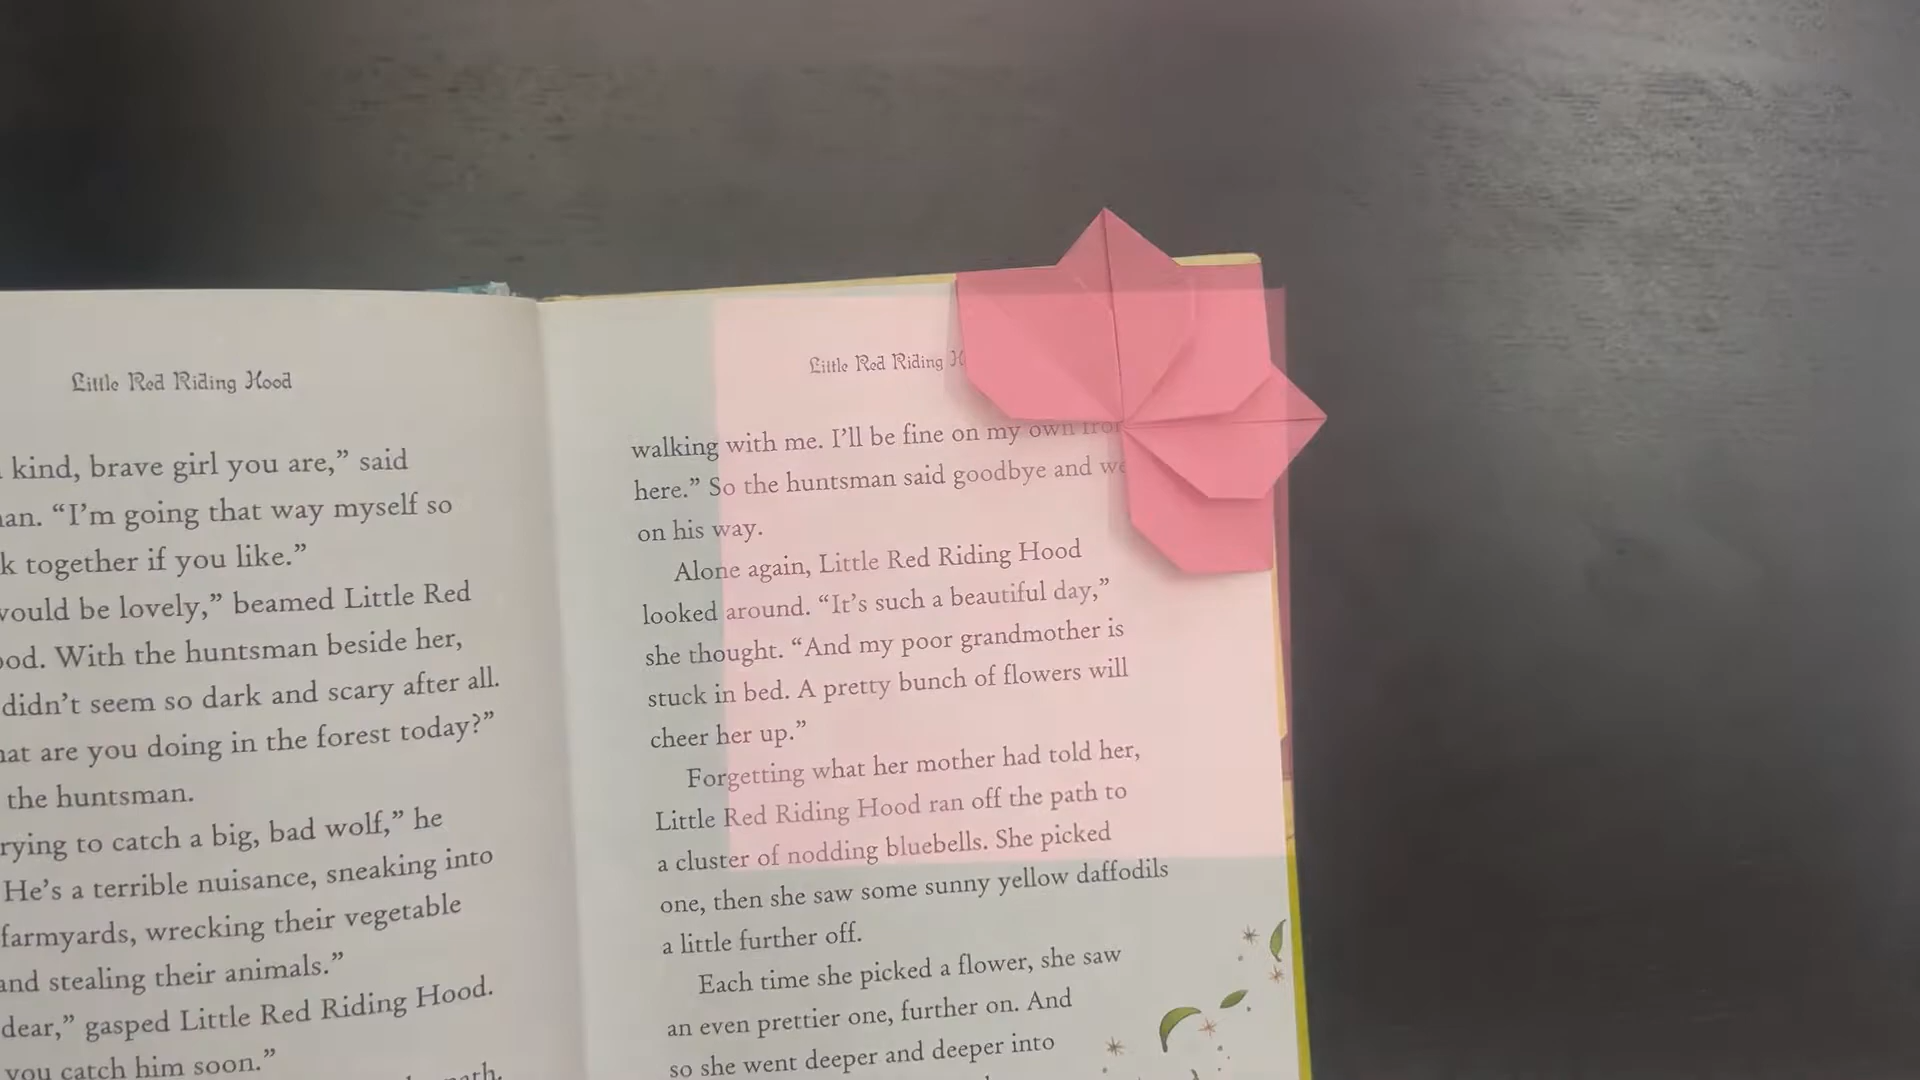 Little Red Riding Hood
kind, brave girl you are,” said
“I’m going that way myself so
together if you like.”
would be lovely,” beamed Little Red
With the huntsman beside her,
didn’t seem so dark and scary after all.
are you doing in the forest today?”
the huntsman.
to catch a big, bad wolf,” he
He’s a terrible nuisance, sneaking into
farmyards, wrecking their vegetable
and stealing their animals.”
dear,” gasped Little Red Riding Hood.
you catch him soon.”
Little Red Riding
walking with me. I’ll be fine on my own from
here.” So the huntsman said goodbye and
on his way.
Alone again, Little Red Riding Hood
looked around. “It’s such a beautiful day,”
she thought. “And my poor grandmother is
stuck in bed. A pretty bunch of flowers will
cheer her up.”
Forgetting what her mother had told her,
Little Red Riding Hood ran off the path to
a cluster of nodding bluebells. She picked
one, then she saw some sunny yellow daffodils
a little further off.
Each time she picked a flower, she saw
an even prettier one, further on. And
so she went deeper and deeper into